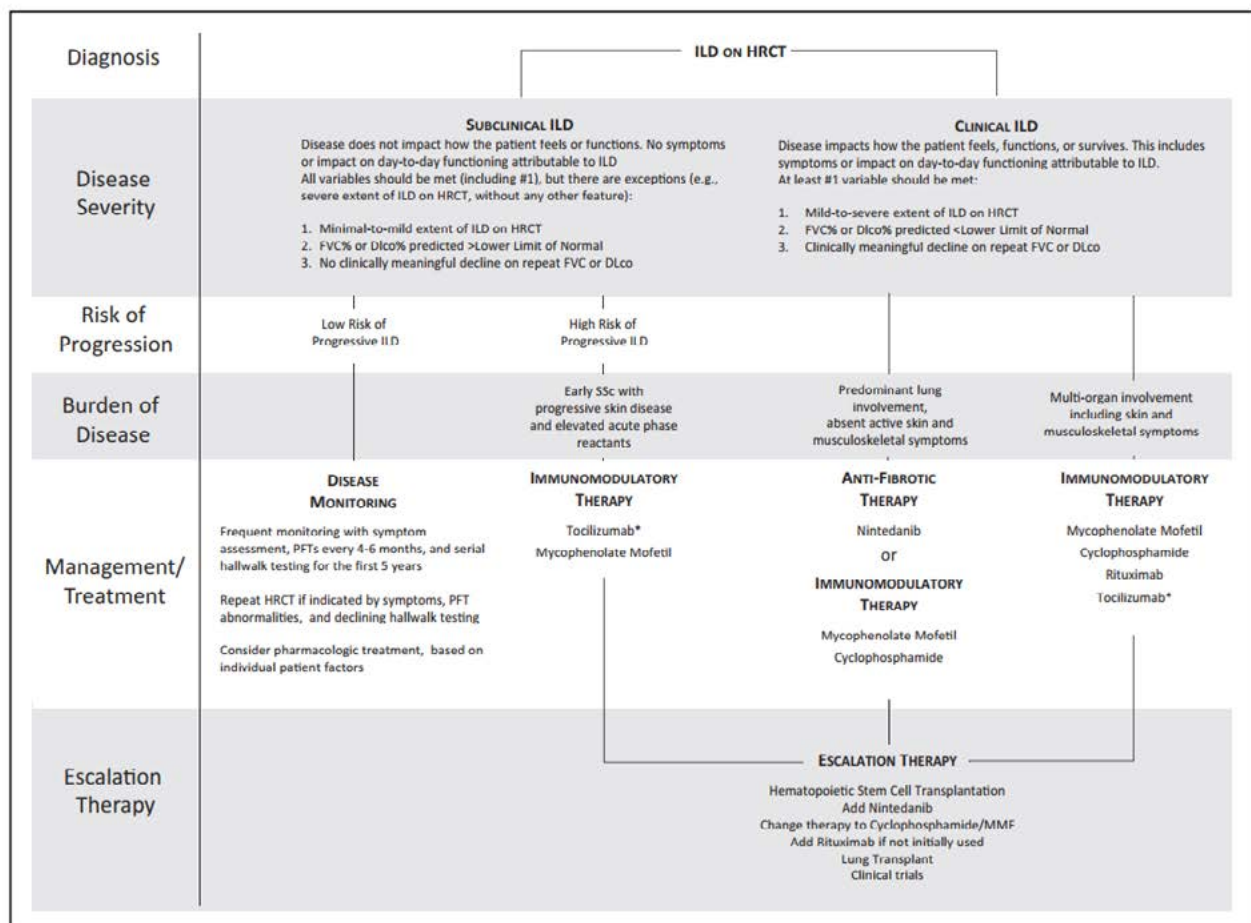 Diagnosis
ILD ON HRCT
Disease
Severity
SUBCLINICAL ILD
Disease does not impact how the patient feels or functions. No symptoms
or impact on day-to-day functioning attributable to ILD
All variables should be met (including #1), but there are exceptions (e.g.,
severe extent of ILD on HRCT, without any other feature):
1. Minimal-to-mild extent of ILD on HRCT
2. FVC% or Dlco% predicted >Lower Limit of Normal
3. No clinically meaningful decline on repeat FVC or DLco
CLINICAL ILD
Disease impacts how the patient feels, functions, or survives. This includes
symptoms or impact on day-to-day functioning attributable to ILD.
At least #1 variable should be met:
1. Mild-to-severe extent of ILD on HRCT
2. FVC% or Dlco% predicted <Lower Limit of Normal
3. Clinically meaningful decline on repeat FVC or DLco
Risk of
Progression
Low Risk of
Progressive ILD
High Risk of
Progressive ILD
Burden of
Disease
Early SSc with
progressive skin disease
and elevated acute phase
reactants
Predominant lung
involvement,
absent active skin and
musculoskeletal symptoms
Multi-organ involvement
including skin and
musculoskeletal symptoms
Management/
Treatment
DISEASE
MONITORING
Frequent monitoring with symptom
assessment, PFTs every 4-6 months, and serial
hallwalk testing for the first 5 years
Repeat HRCT if indicated by symptoms, PFT
abnormalities, and declining hallwalk testing
Consider pharmacologic treatment, based on
individual patient factors
IMMUNOMODULATORY
THERAPY
Tocilizumab*
Mycophenolate Mofetil
ANTI-FIBROTIC
THERAPY
Nintedanib
or
IMMUNOMODULATORY
THERAPY
Mycophenolate Mofetil
Cyclophosphamide
IMMUNOMODULATORY
THERAPY
Mycophenolate Mofetil
Cyclophosphamide
Rituximab
Tocilizumab*
Escalation
Therapy
ESCALATION THERAPY
Hematopoietic Stem Cell Transplantation
Add Nintedanib
Change therapy to Cyclophosphamide/MMF
Add Rituximab if not initially used
Lung Transplant
Clinical trials